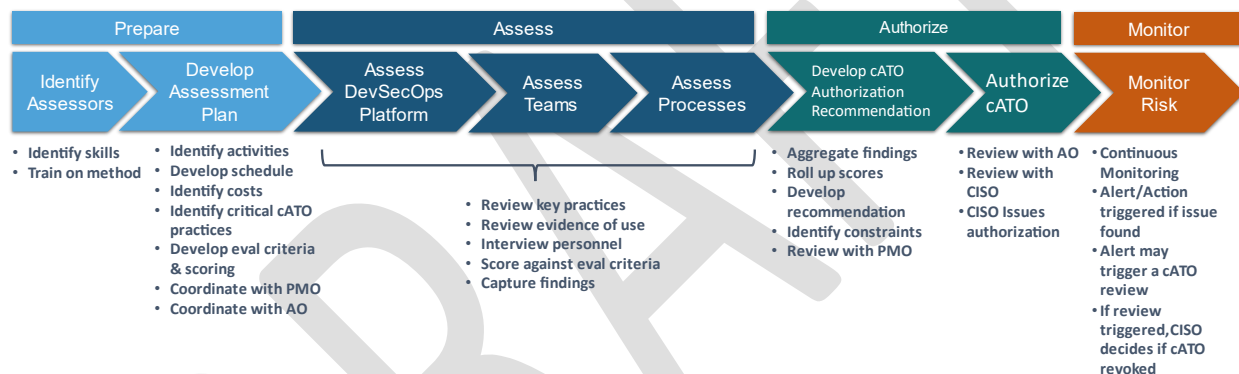 Prepare
Assess
Authorize
Monitor
Identify
Assessors
Develop
Assessment
Plan
Assess
DevSecOps
Platform
Assess
Teams
Assess
Processes
Develop cATO
Authorization
Recommendation
Authorize
cATO
Monitor
Risk
• Identify skills
• Train on method
• Identify activities
• Develop schedule
• Identify costs
• Identify critical cATO
practices
• Develop eval criteria
& scoring
• Coordinate with PMO
• Coordinate with AO
• Review key practices
• Review evidence of use
• Interview personnel
• Score against eval criteria
• Capture findings
• Aggregate findings
• Roll up scores
• Develop
recommendation
• Identify constraints
• Review with PMO
• Review with AO
• Review with
CISO
• CISO Issues
authorization
• Continuous
Monitoring
• Alert/Action
triggered if issue
found
• Alert may
trigger a cATO
review
• If review
triggered,CISO
decides if cATO
revoked